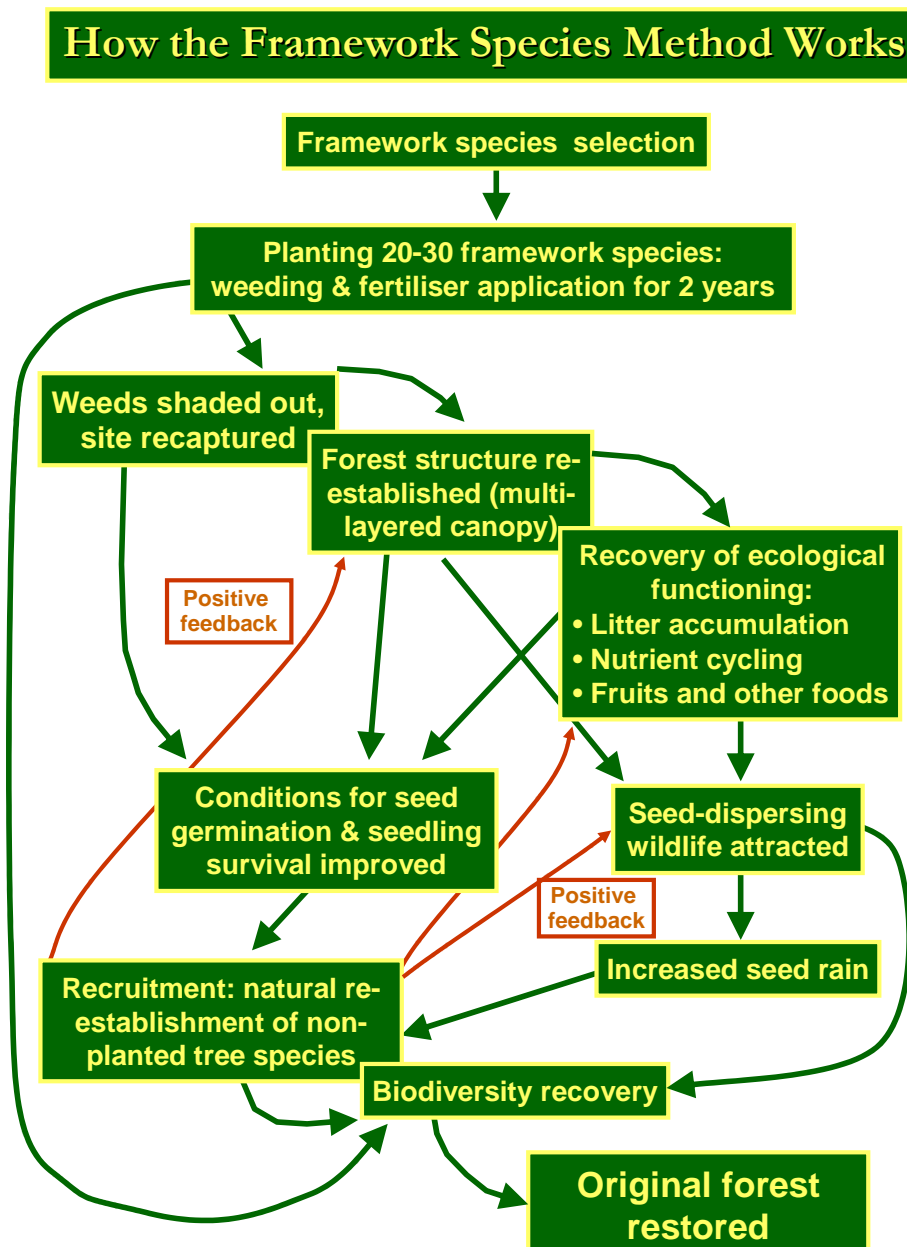 How the Framework Species Method Works
Framework species selection
Planting 20-30 framework species:
weeding & fertiliser application for 2 years
Weeds shaded out,
site recaptured
Forest structure re-
established (multi-
layered canopy)
Recovery of ecological
functioning:
• Litter accumulation
• Nutrient cycling
• Fruits and other foods
Positive
feedback
Conditions for seed
germination & seedling
survival improved
Seed-dispersing
wildlife attracted
Positive
feedback
Increased seed rain
Recruitment: natural re-
establishment of non-
planted tree species
Biodiversity recovery
Original forest
restored